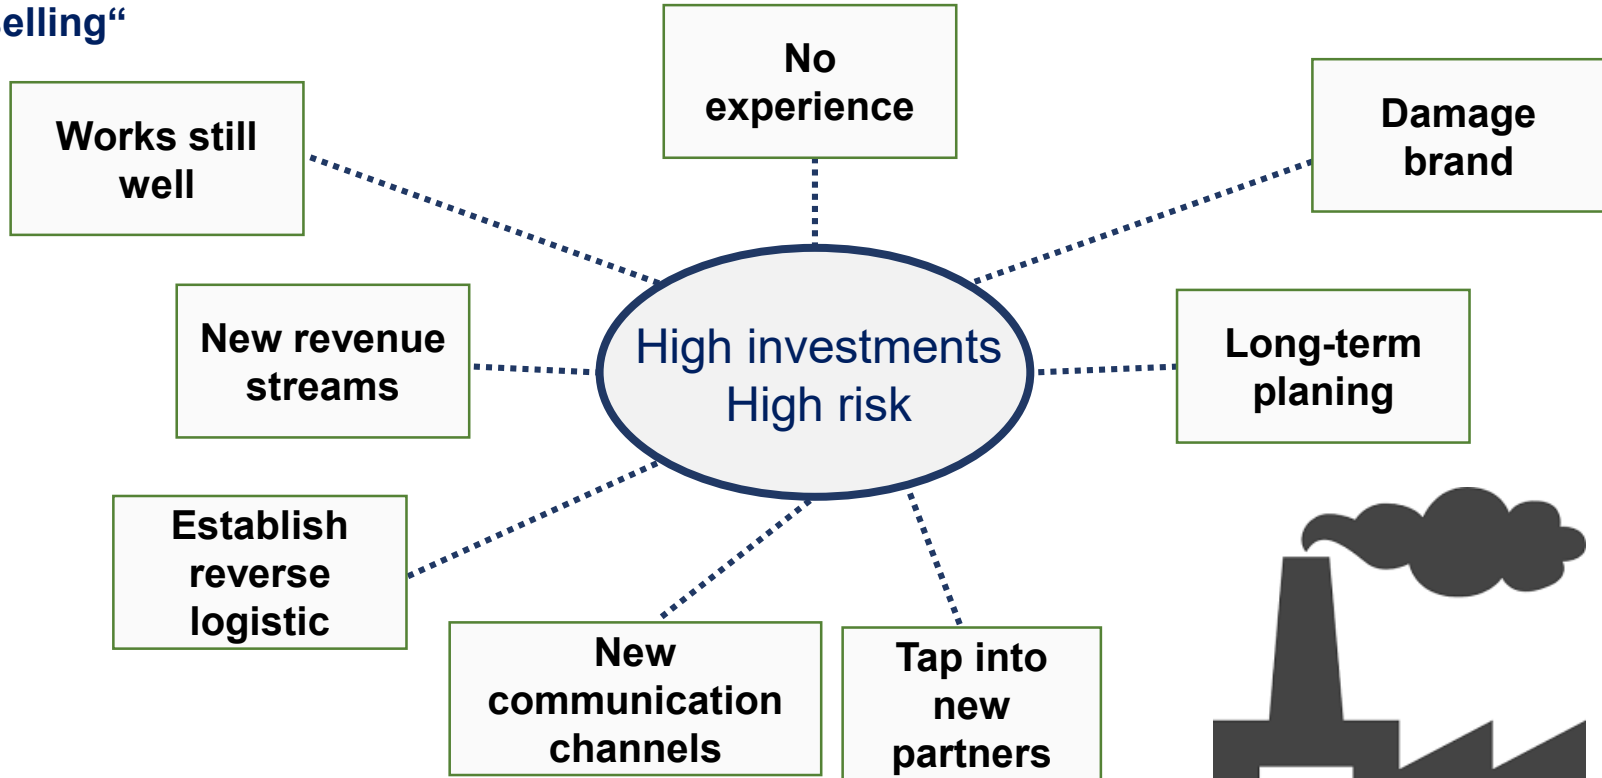 elling“
No
experience
Works still
well
Damage
brand
New revenue
streams
High investments
High risk
Long-term
planing
Establish
reverse
logistic
New
communication
channels
Tap into
new
partners